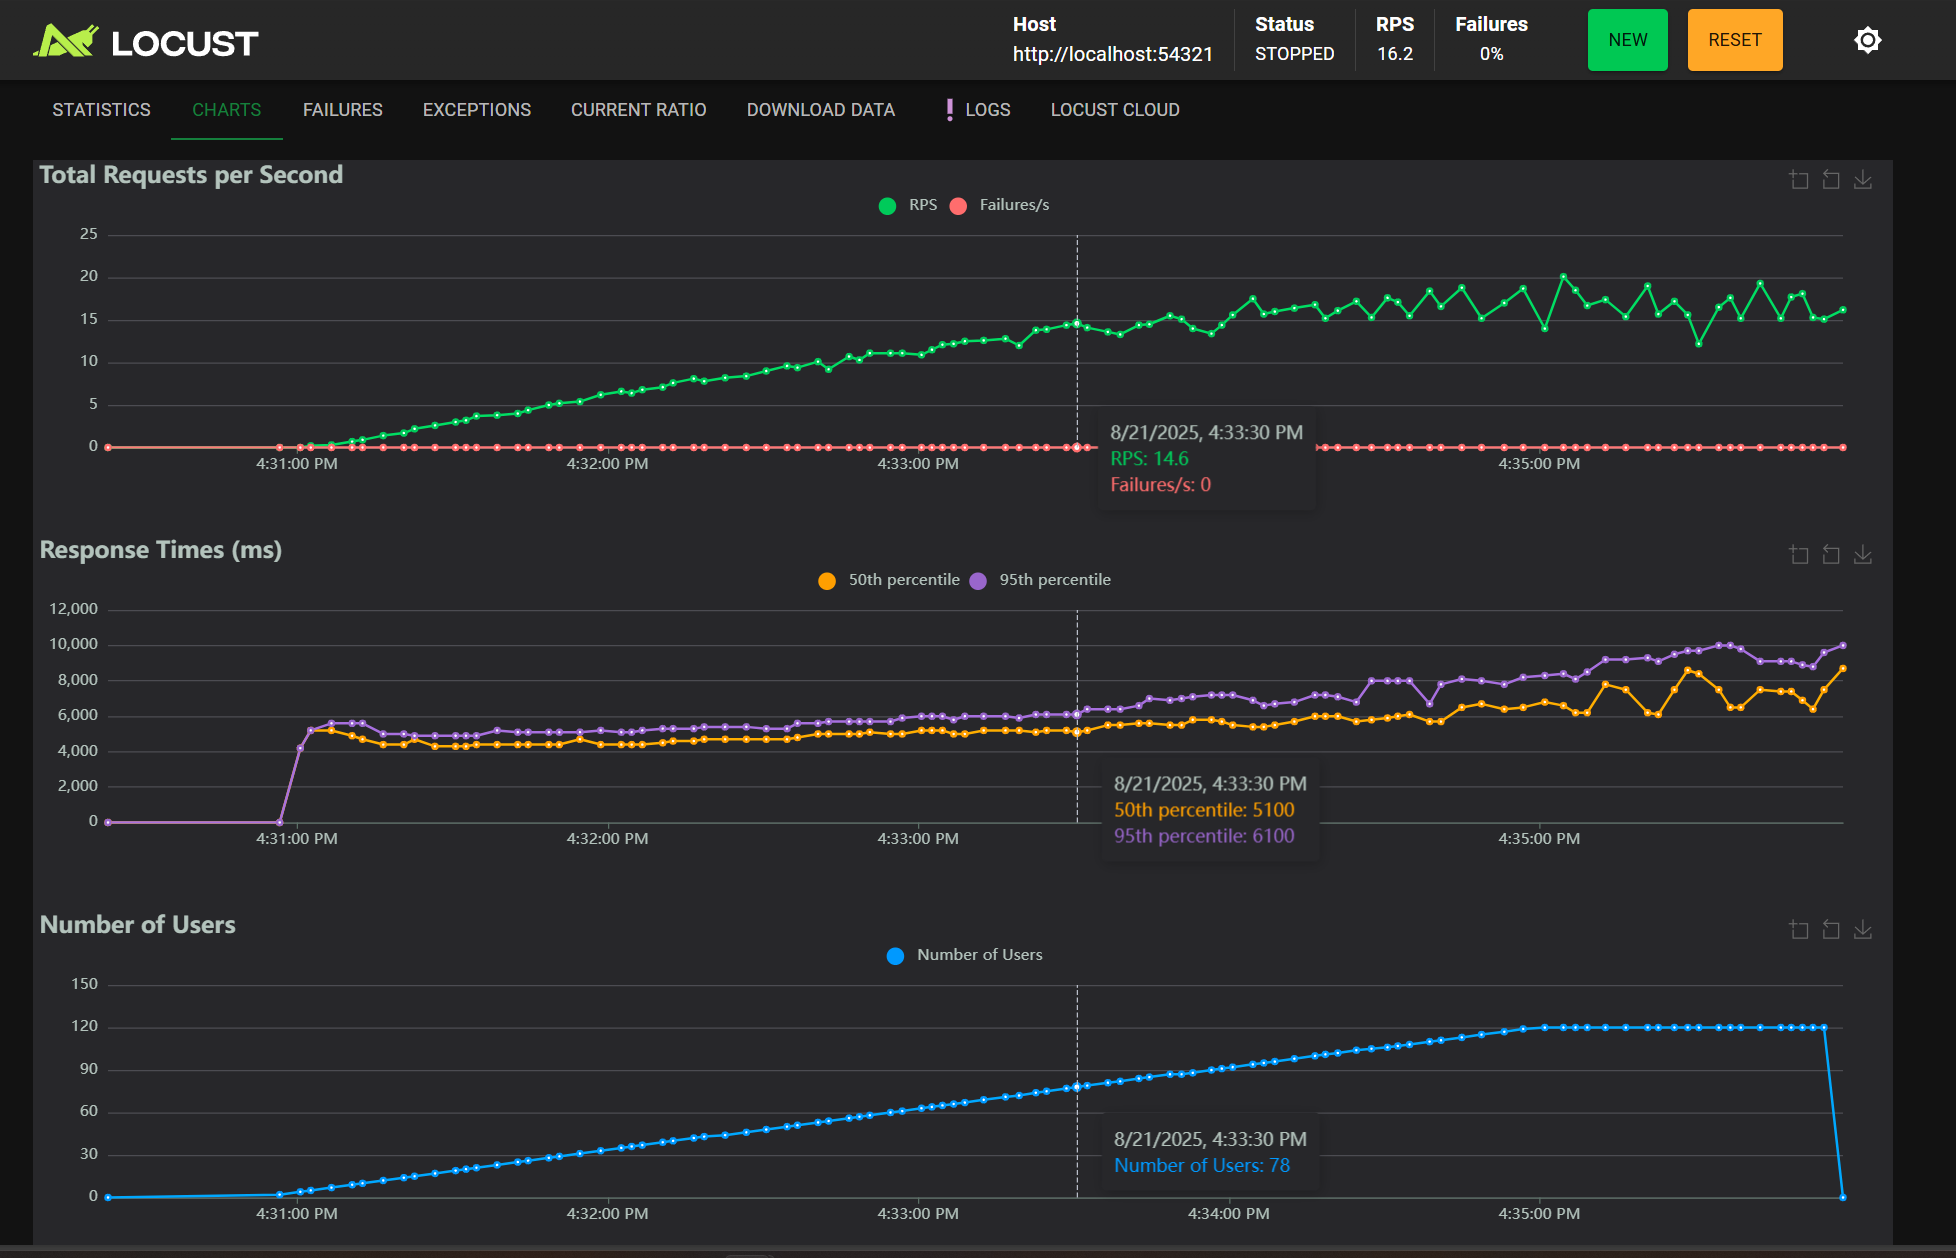 LOCUST
Host
http://localhost:54321
Status
STOPPED
RPS
16.2
Failures
0%
NEW
RESET
STATISTICS
CHARTS
FAILURES
EXCEPTIONS
CURRENT RATIO
DOWNLOAD DATA
LOGS
LOCUST CLOUD
Total Requests per Second
RPS
Failures/s
25
20
15
10
5
0
4:31:00 PM
4:32:00 PM
4:33:00 PM
4:35:00 PM
8/21/2025, 4:33:30 PM
RPS: 14.6
Failures/s: 0
Response Times (ms)
50th percentile
95th percentile
12,000
10,000
8,000
6,000
4,000
2,000
0
4:31:00 PM
4:32:00 PM
4:33:00 PM
4:35:00 PM
8/21/2025, 4:33:30 PM
50th percentile: 5100
95th percentile: 6100
Number of Users
Number of Users
150
120
90
60
30
0
4:31:00 PM
4:32:00 PM
4:33:00 PM
4:34:00 PM
4:35:00 PM
8/21/2025, 4:33:30 PM
Number of Users: 78